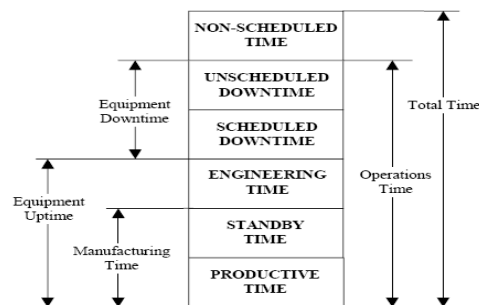 NON-SCHEDULED
TIME
UNSCHEDULED
DOWNTIME
Equipment
Downtime
Total Time
SCHEDULED
DOWNTIME
ENGINEERING
TIME
Operations
Time
Equipment
Uptime
STANDBY
TIME
Manufacturing
Time
PRODUCTIVE
TIME